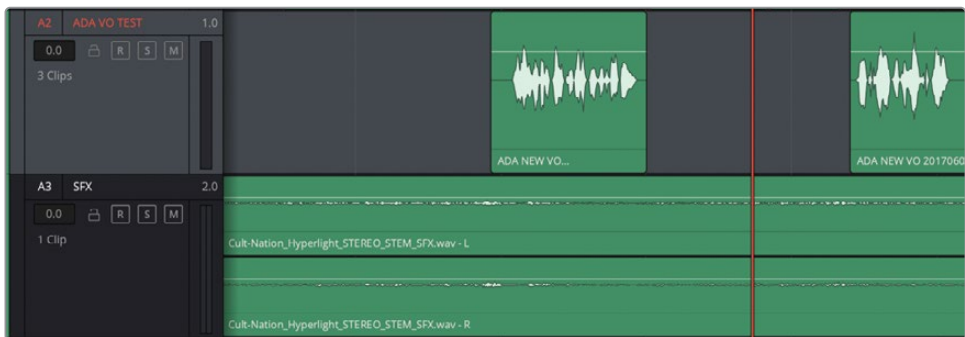 A2 ADA VO TEST 1.0
0.0 R S M
3 Clips
ADA NEW VO...
ADA NEW VO 2017060
A3 SFX 2.0
0.0 R S M
1 Clip
Cult-Nation_Hyperlight_STEREO_STEM_SFX.wav - L
Cult-Nation_Hyperlight_STEREO_STEM_SFX.wav - R